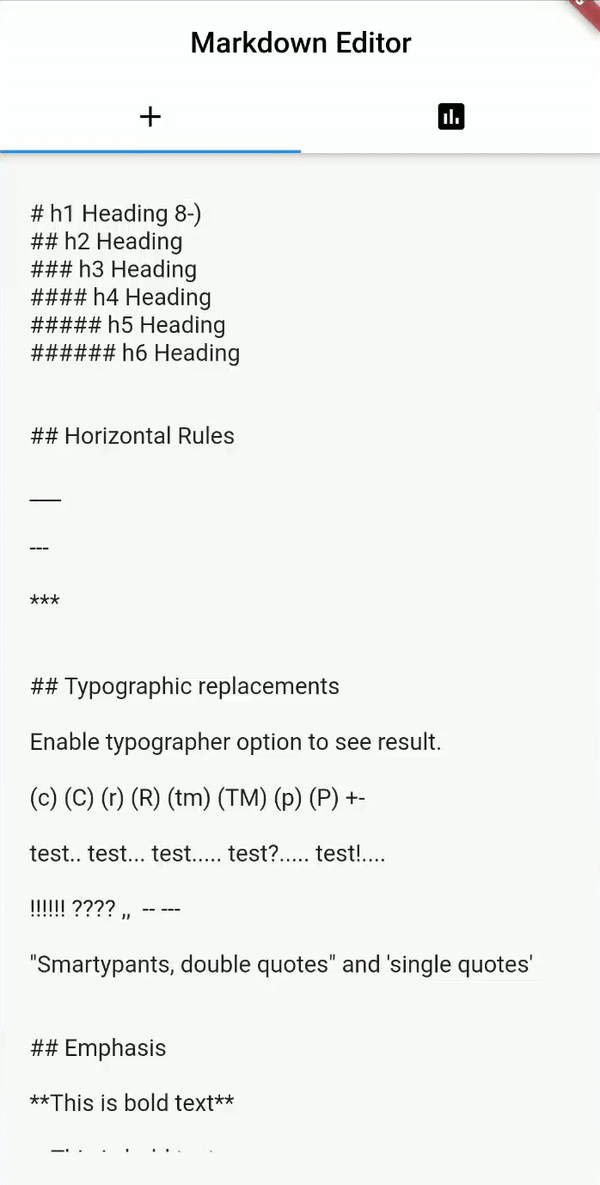 Markdown Editor
# h1 Heading 8-)
## h2 Heading
### h3 Heading
#### h4 Heading
##### h5 Heading
###### h6 Heading
## Horizontal Rules
___
---
***
## Typographic replacements
Enable typographer option to see result.
(c) (C) (r) (R) (tm) (TM) (p) (P) +-
test.. test... test..... test?..... test!....
!!!!!! ???? ,,  -- ---
"Smartypants, double quotes" and 'single quotes'
## Emphasis
**This is bold text**